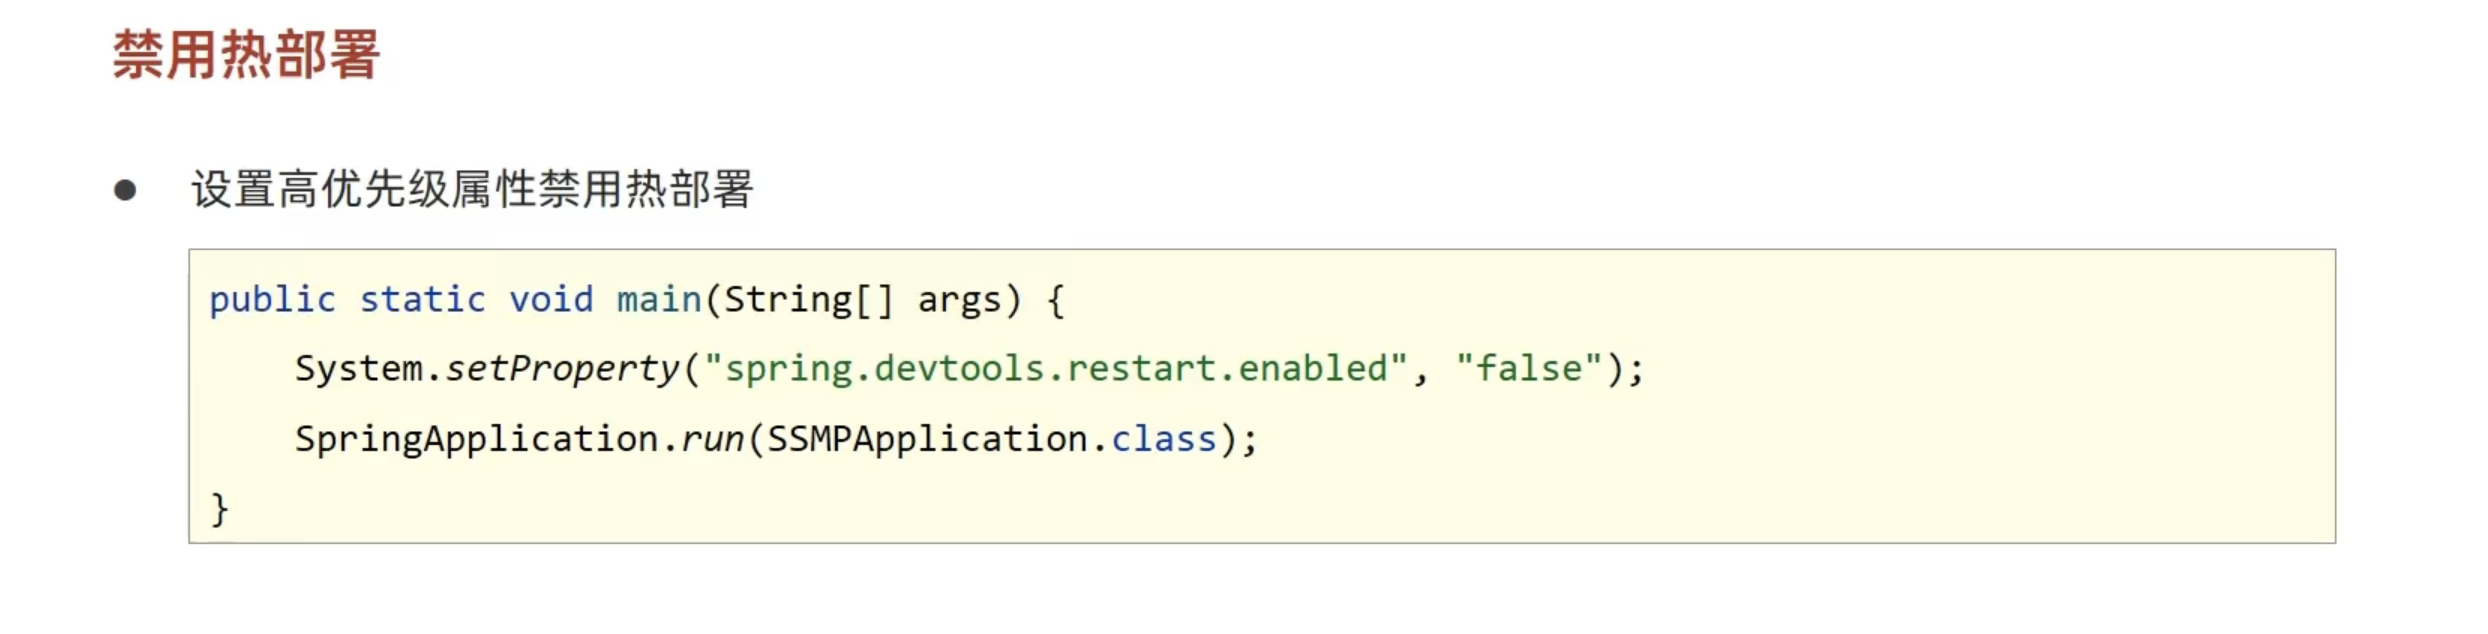 禁用热部署
● 设置高优先级属性禁用热部署
public static void main(String[] args) {
    System.setProperty("spring.devtools.restart.enabled", "false");
    SpringApplication.run(SSMPApplication.class);
}